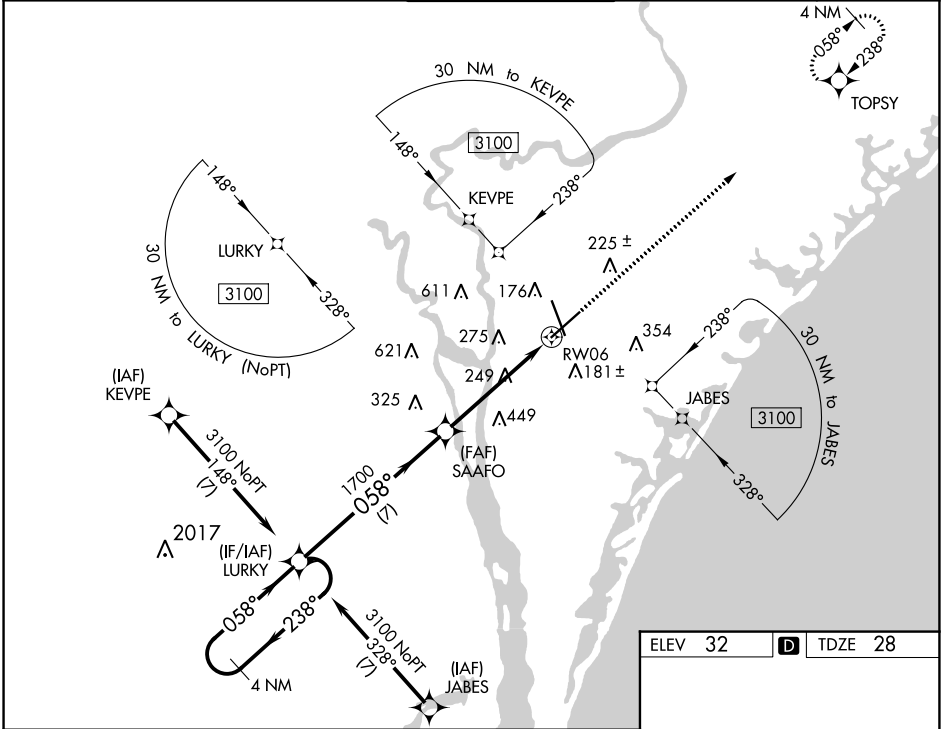 4 NM
058°
238°
TOPSY
30 NM to KEVPE
3100
148°
238°
KEVPE
148°
LURKY
3100
328°
30 NM to LURKY (NoPT)
225 ±
611
176
275
354
RW06
621
249
181 ±
325
449
238°
30 NM to JABES
JABES
3100
328°
(IAF)
KEVPE
3100 NoPT
148°
(7)
(FAF)
SAAFO
1700
058°
(7)
2017
(IF/IAF)
LURKY
058°
238°
4 NM
3100 NoPT
328°
(7)
(IAF)
JABES
ELEV 32 D TDZE 28